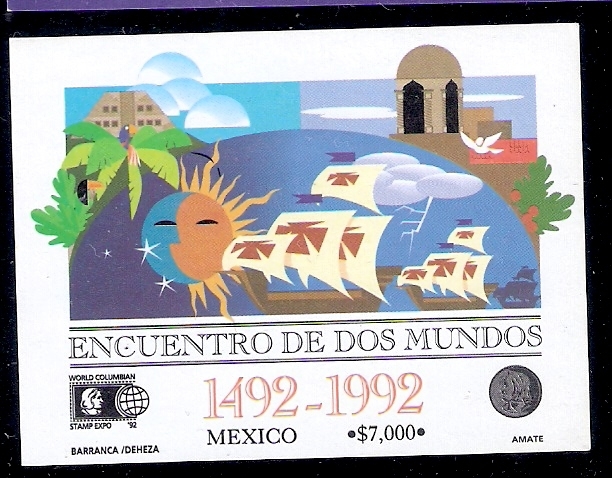 ENCUENTRO DE DOS MUNDOS
WORLD COLUMBIAN
STAMP EXPO '92
1492-1992
MEXICO •$7,000•
BARRANCA /DEHEZA
AMATE